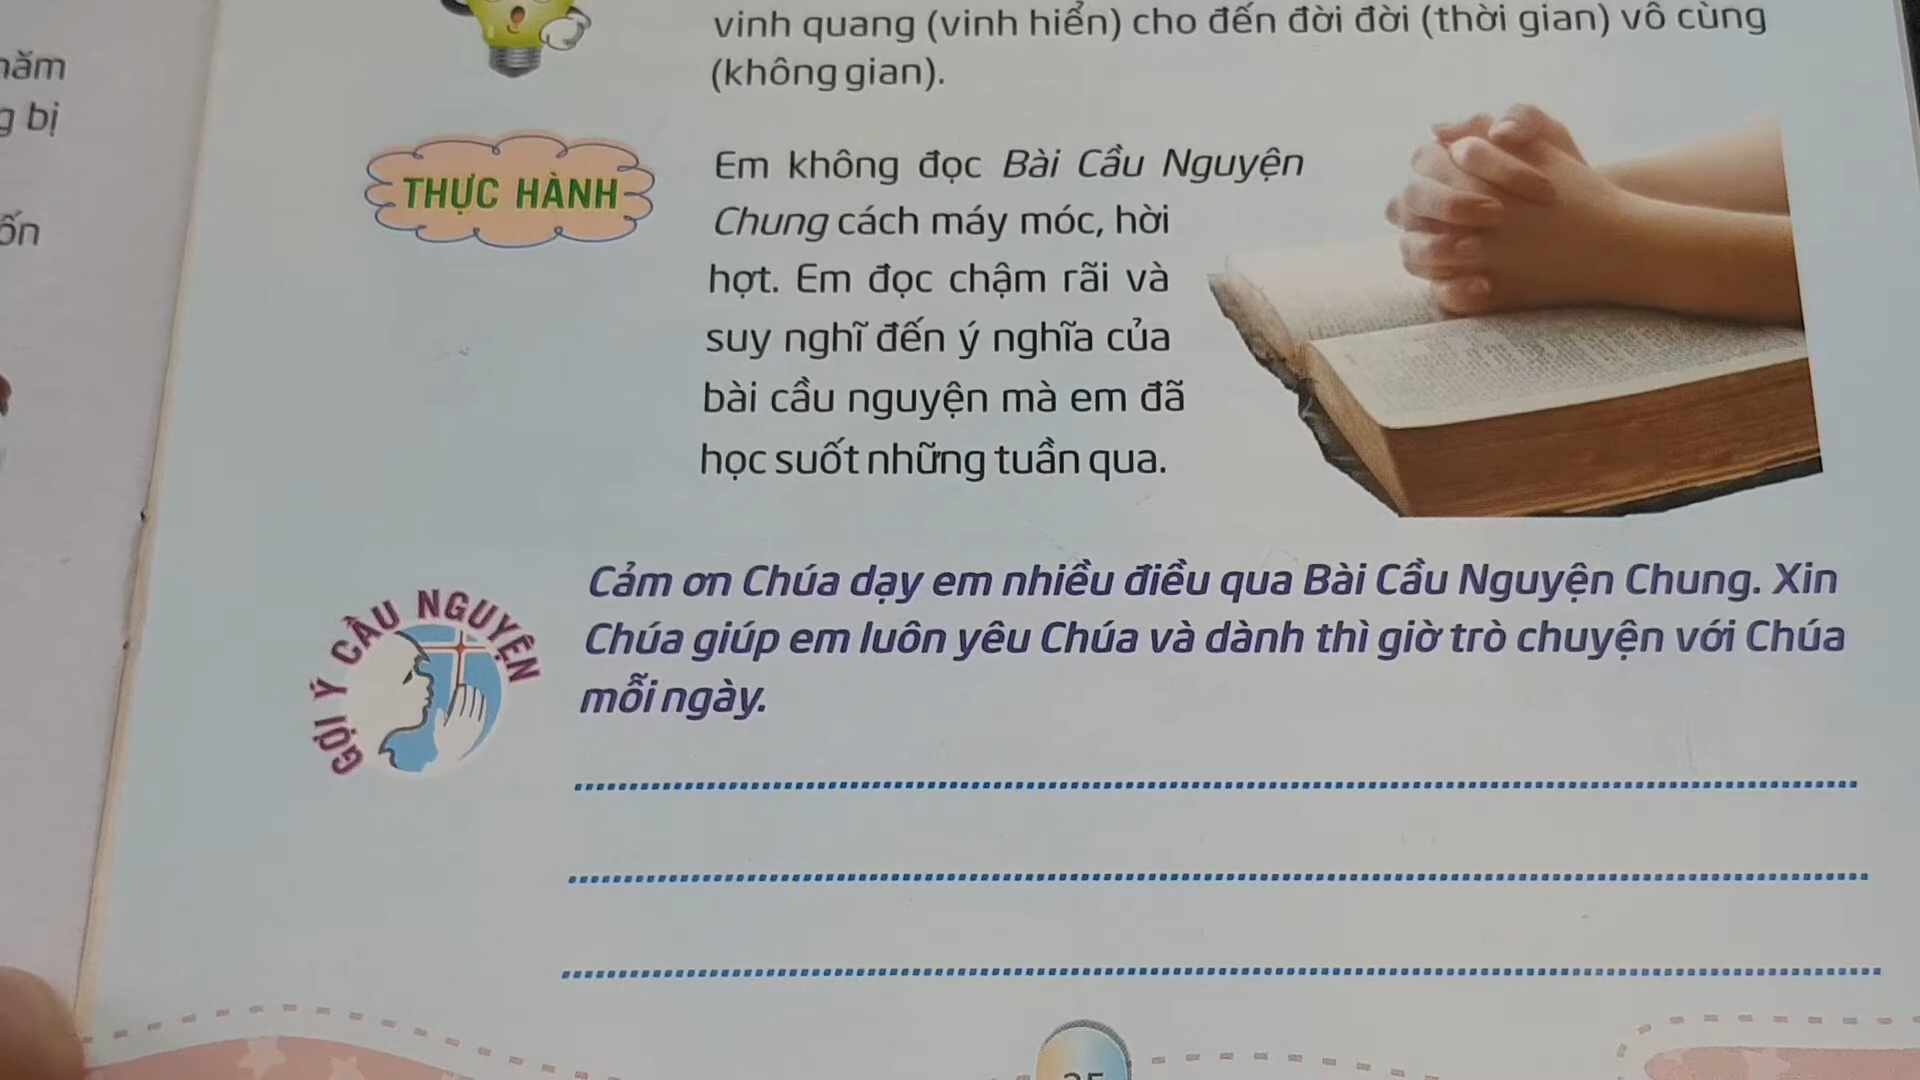 vinh quang (vinh hiển) cho đến đời đời (thời gian) vô cùng
(không gian).
THỰC HÀNH
Em không đọc Bài Cầu Nguyện
Chung cách máy móc, hời
hợt. Em đọc chậm rãi và
suy nghĩ đến ý nghĩa của
bài cầu nguyện mà em đã
học suốt những tuần qua.
GỢI Ý CẦU NGUYỆN
Cảm ơn Chúa dạy em nhiều điều qua Bài Cầu Nguyện Chung. Xin
Chúa giúp em luôn yêu Chúa và dành thì giờ trò chuyện với Chúa
mỗi ngày.
bị